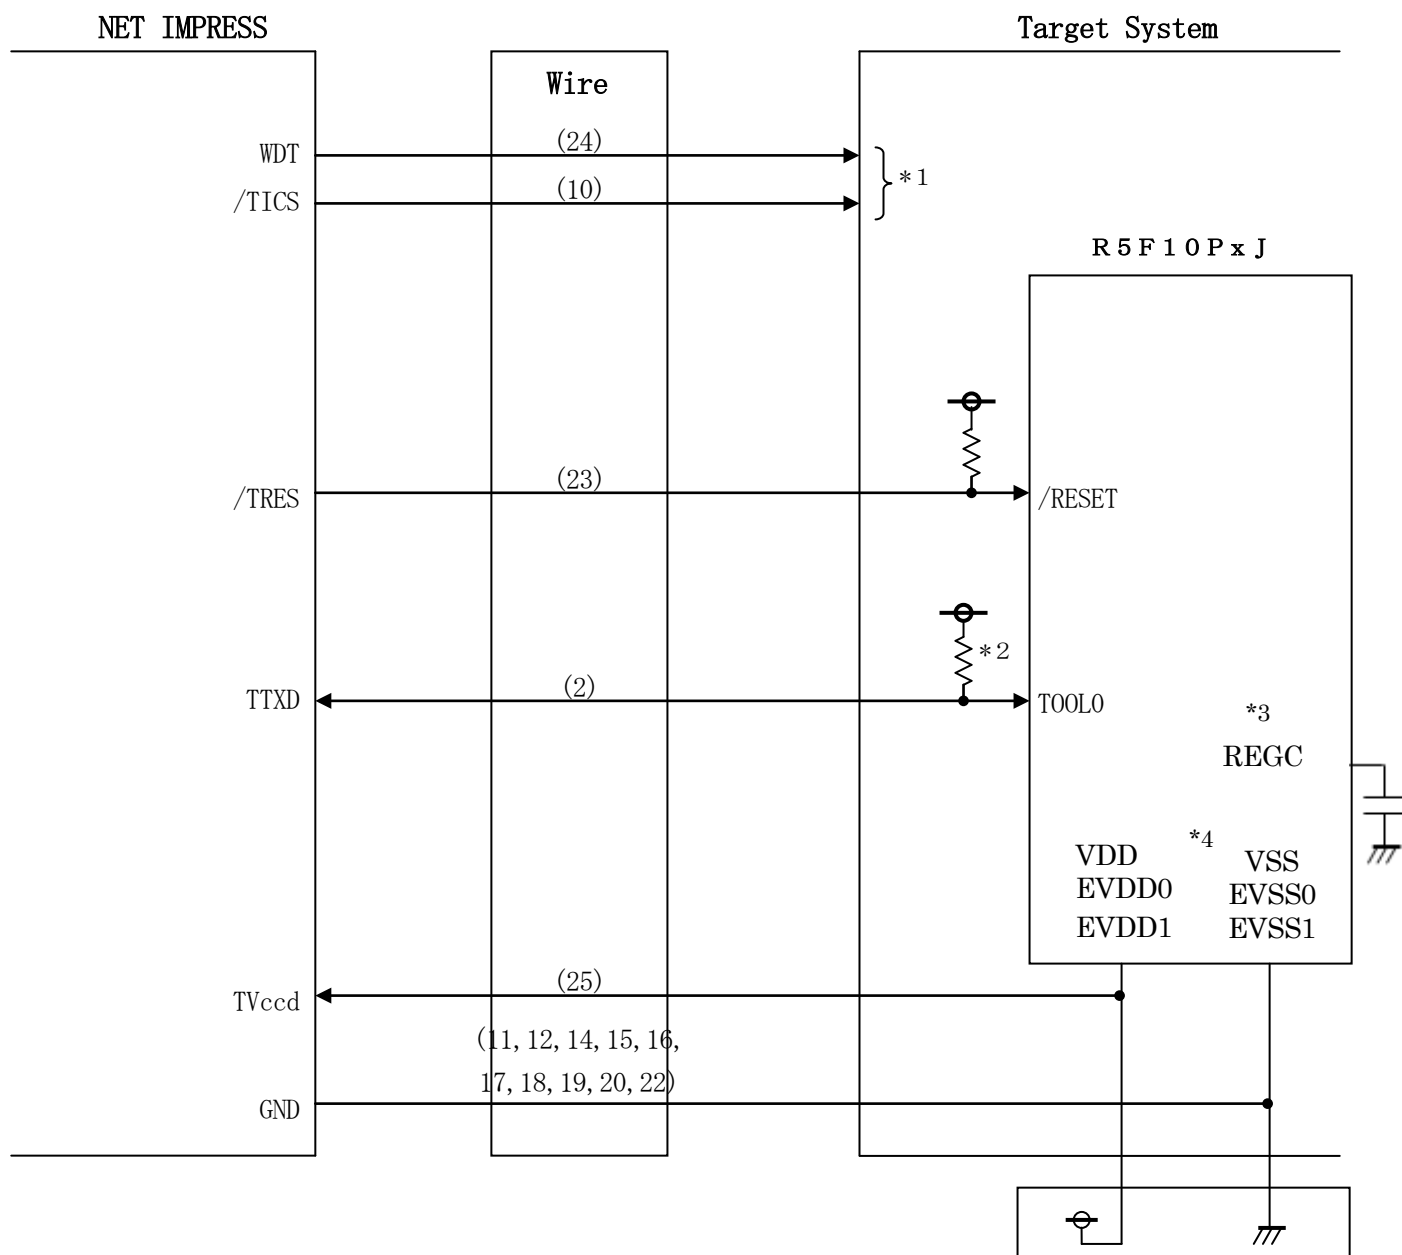 NET IMPRESS
Target System
Wire
WDT
(24)
*1
/TICS
(10)
Ｒ５Ｆ１０ＰｘＪ
/TRES
(23)
/RESET
*2
TTXD
(2)
TOOL0
*3
REGC
*4
VDD
VSS
EVDD0
EVSS0
EVDD1
EVSS1
TVccd
(25)
(11,12,14,15,16,
17,18,19,20,22)
GND